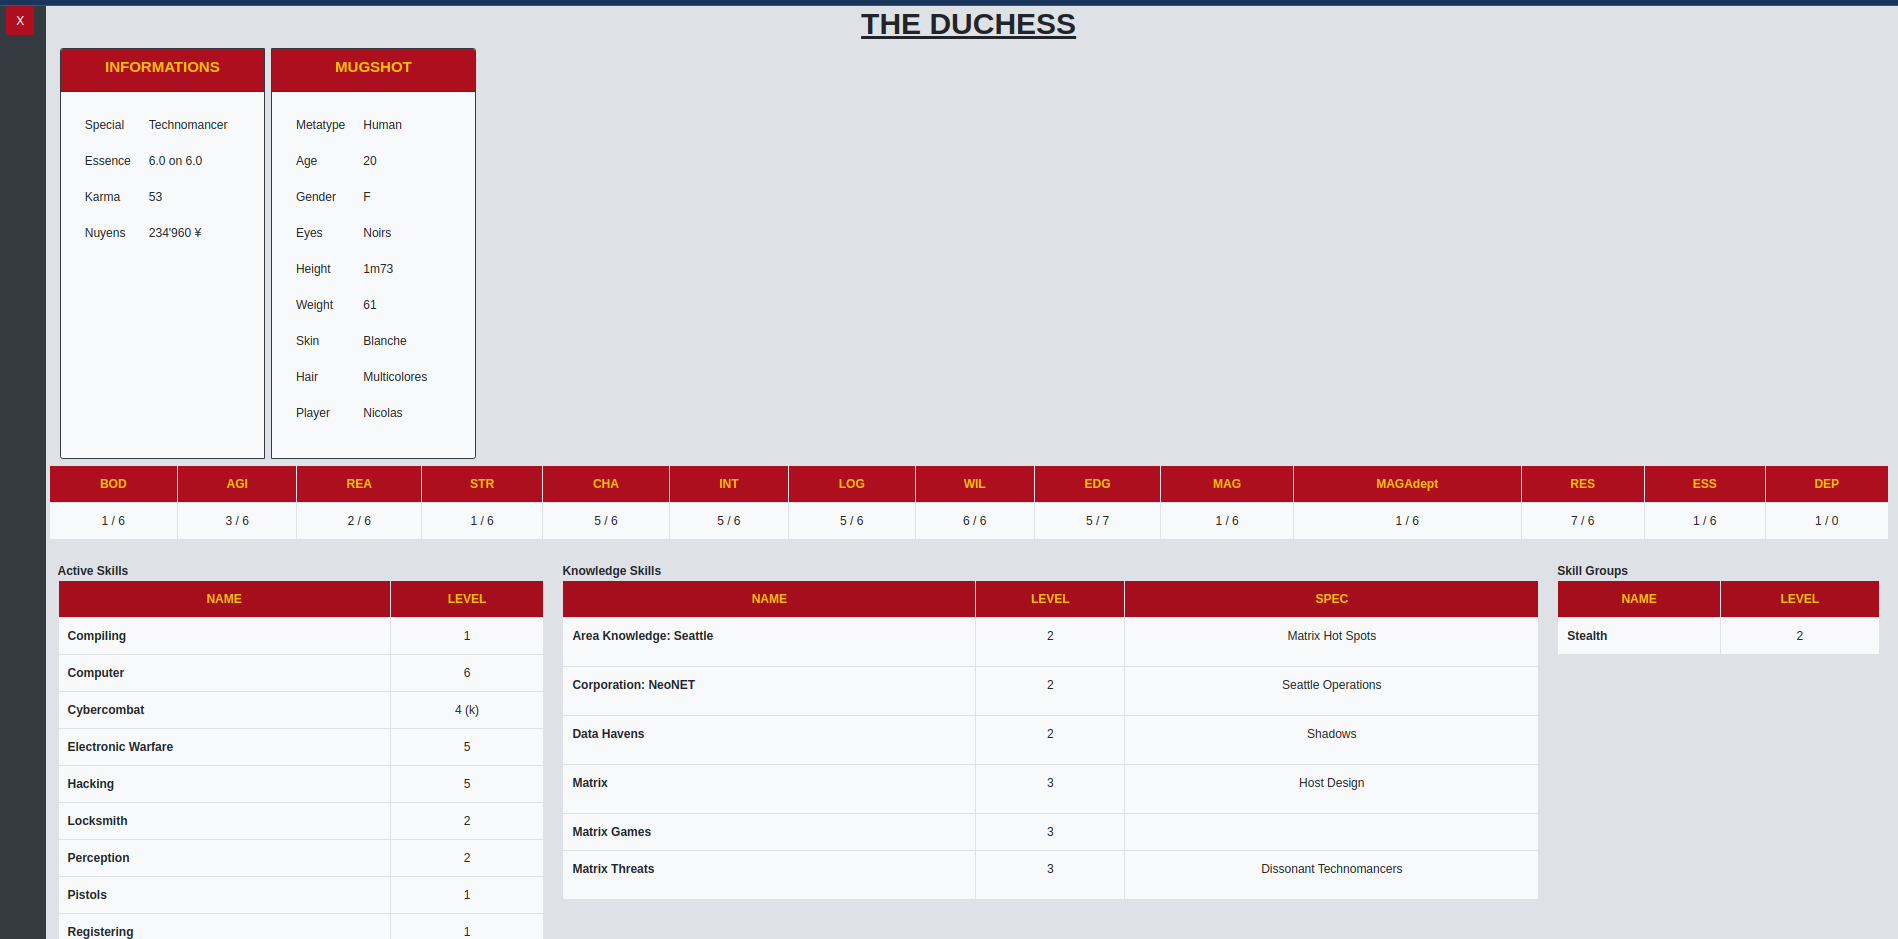 X
THE DUCHESS
INFORMATIONS
Special Technomancer
Essence 6.0 on 6.0
Karma 53
Nuyens 234'960 ¥
MUGSHOT
Metatype Human
Age 20
Gender F
Eyes Noirs
Height 1m73
Weight 61
Skin Blanche
Hair Multicolores
Player Nicolas
BOD AGI REA STR CHA INT LOG WIL EDG MAG MAGAdept RES ESS DEP
1 / 6 3 / 6 2 / 6 1 / 6 5 / 6 5 / 6 5 / 6 6 / 6 5 / 7 1 / 6 1 / 6 7 / 6 1 / 6 1 / 0
Active Skills
NAME LEVEL
Compiling 1
Computer 6
Cybercombat 4 (k)
Electronic Warfare 5
Hacking 5
Locksmith 2
Perception 2
Pistols 1
Registering 1
Knowledge Skills
NAME LEVEL SPEC
Area Knowledge: Seattle 2 Matrix Hot Spots
Corporation: NeoNET 2 Seattle Operations
Data Havens 2 Shadows
Matrix 3 Host Design
Matrix Games 3
Matrix Threats 3 Dissonant Technomancers
Skill Groups
NAME LEVEL
Stealth 2